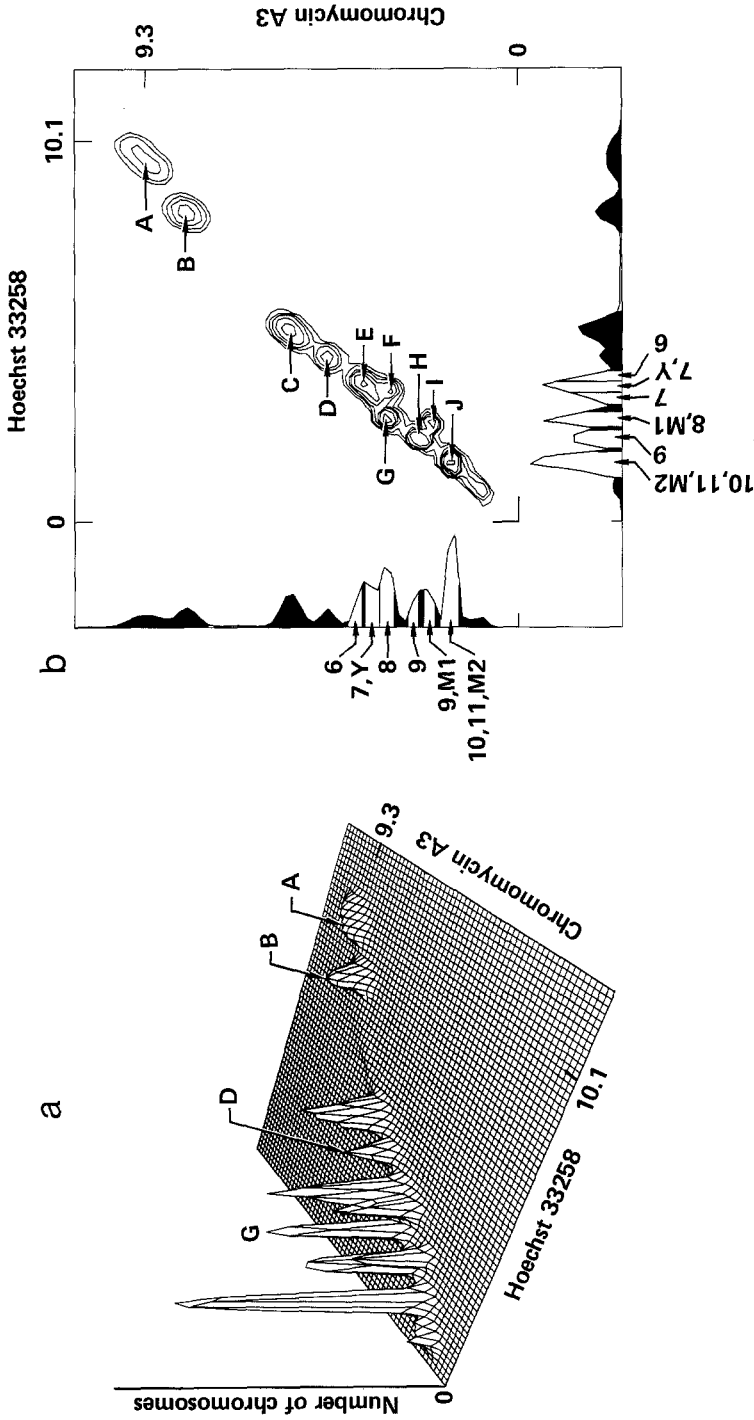 a
Number of chromosomes
0
Hoechst 33258
10.1
Chromomycin A3
9.3
G
D
B
A
b
Hoechst 33258
0
10.1
Chromomycin A3
9.3
0
A
B
C
D
E
F
G
H
I
J
6
7,Y
8
9
9,M1
10,11,M2
10,11,M2
9
8,M1
7
7,Y
6